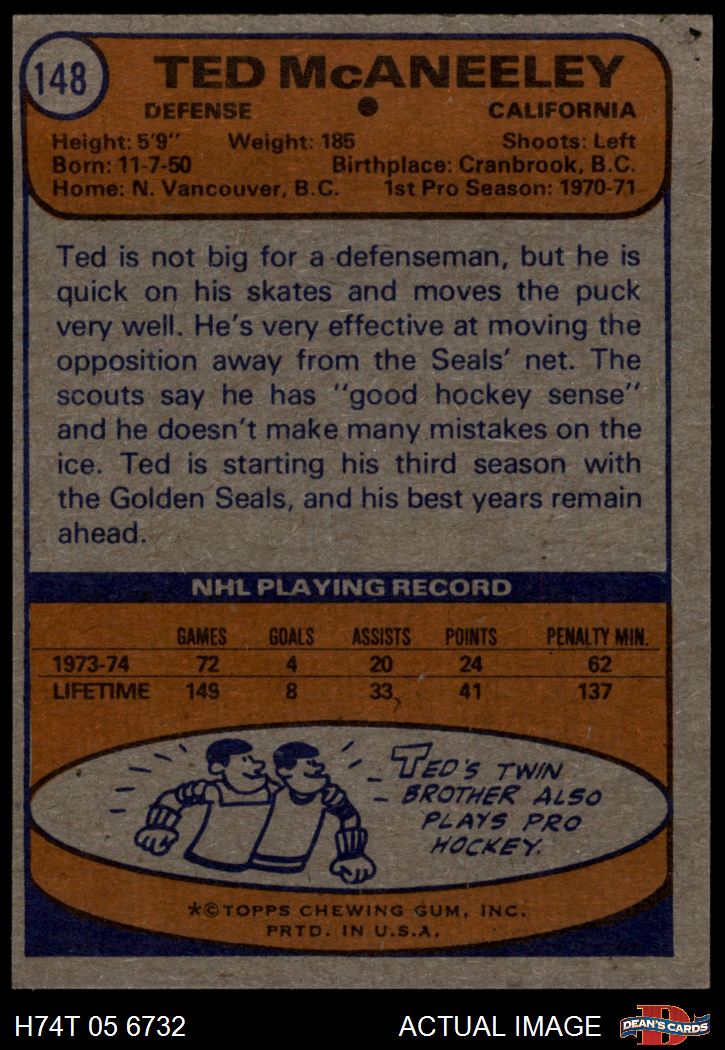 148
TED McANEELEY
DEFENSE ● CALIFORNIA
Height: 5'9" Weight: 185 Shoots: Left
Born: 11-7-50 Birthplace: Cranbrook, B.C.
Home: N. Vancouver, B.C. 1st Pro Season: 1970-71
Ted is not big for a defenseman, but he is
quick on his skates and moves the puck
very well. He's very effective at moving the
opposition away from the Seals' net. The
scouts say he has "good hockey sense"
and he doesn't make many mistakes on the
ice. Ted is starting his third season with
the Golden Seals, and his best years remain
ahead.
NHL PLAYING RECORD
GAMES GOALS ASSISTS POINTS PENALTY MIN.
1973-74 72 4 20 24 62
LIFETIME 149 8 33 41 137
TED'S TWIN
BROTHER ALSO
PLAYS PRO
HOCKEY.
*©TOPPS CHEWING GUM, INC.
PRTD. IN U.S.A.
H74T 05 6732 ACTUAL IMAGE
D
DEAN'S CARDS